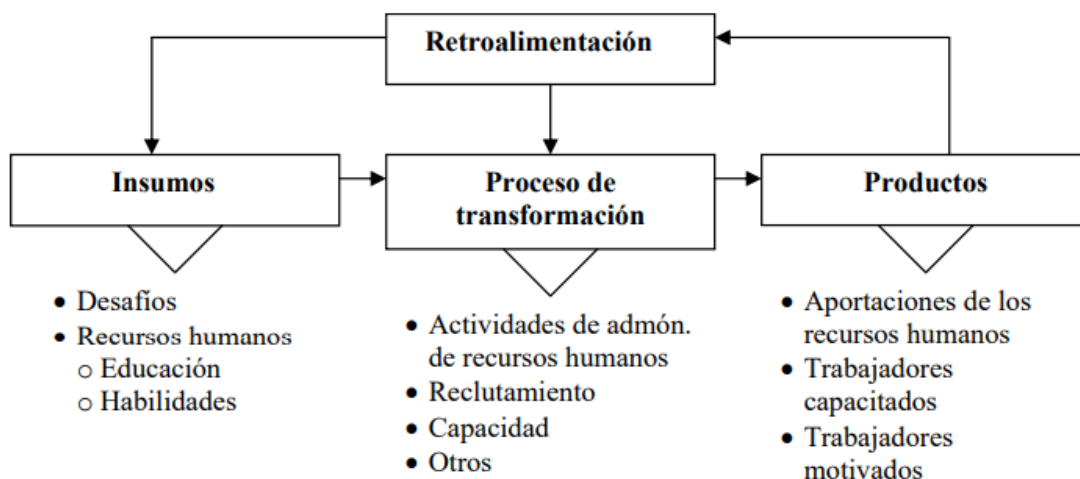 Retroalimentación
Insumos
Proceso de
transformación
Productos
• Desafíos
• Recursos humanos
o Educación
o Habilidades
• Actividades de admón.
de recursos humanos
• Reclutamiento
• Capacidad
• Otros
• Aportaciones de los
recursos humanos
• Trabajadores
capacitados
• Trabajadores
motivados